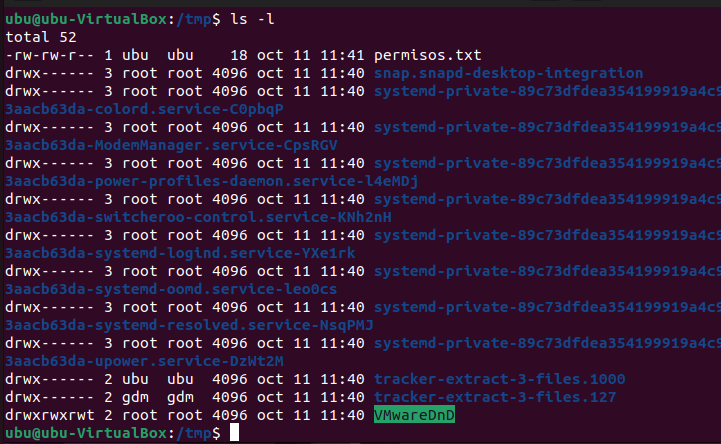 ubu@ubu-VirtualBox:/tmp$ ls -l
total 52
-rw-rw-r-- 1 ubu  ubu    18 oct 11 11:41 permisos.txt
drwx------ 3 root root 4096 oct 11 11:40 snap.snapd-desktop-integration
drwx------ 3 root root 4096 oct 11 11:40 systemd-private-89c73dfdea354199919a4c9
3aacb63da-colord.service-C0pbqP
drwx------ 3 root root 4096 oct 11 11:40 systemd-private-89c73dfdea354199919a4c9
3aacb63da-ModemManager.service-CpsRGV
drwx------ 3 root root 4096 oct 11 11:40 systemd-private-89c73dfdea354199919a4c9
3aacb63da-power-profiles-daemon.service-l4eMDj
drwx------ 3 root root 4096 oct 11 11:40 systemd-private-89c73dfdea354199919a4c9
3aacb63da-switcheroo-control.service-KNh2nH
drwx------ 3 root root 4096 oct 11 11:40 systemd-private-89c73dfdea354199919a4c9
3aacb63da-systemd-logind.service-YXe1rk
drwx------ 3 root root 4096 oct 11 11:40 systemd-private-89c73dfdea354199919a4c9
3aacb63da-systemd-oomd.service-leo0cs
drwx------ 3 root root 4096 oct 11 11:40 systemd-private-89c73dfdea354199919a4c9
3aacb63da-systemd-resolved.service-NsqPMJ
drwx------ 3 root root 4096 oct 11 11:40 systemd-private-89c73dfdea354199919a4c9
3aacb63da-upower.service-DzWt2M
drwx------ 2 ubu  ubu  4096 oct 11 11:40 tracker-extract-3-files.1000
drwx------ 2 gdm  gdm  4096 oct 11 11:40 tracker-extract-3-files.127
drwxrwxrwt 2 root root 4096 oct 11 11:40 VMwareDnD
ubu@ubu-VirtualBox:/tmp$